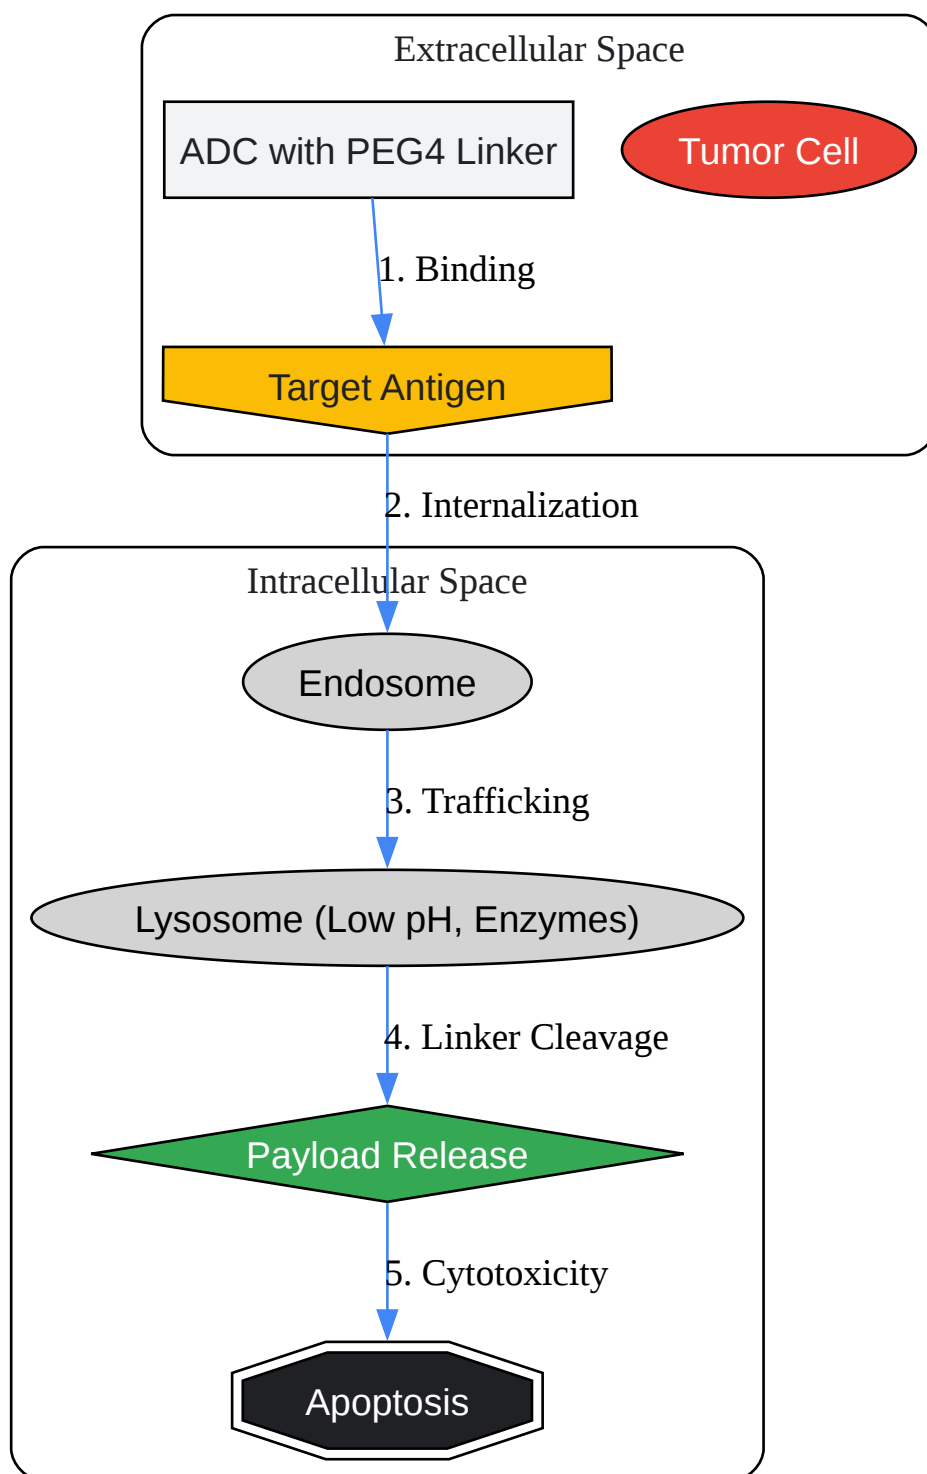 Extracellular Space
ADC with PEG4 Linker
Tumor Cell
1. Binding
Target Antigen
2. Internalization
Intracellular Space
Endosome
3. Trafficking
Lysosome (Low pH, Enzymes)
4. Linker Cleavage
Payload Release
5. Cytotoxicity
Apoptosis